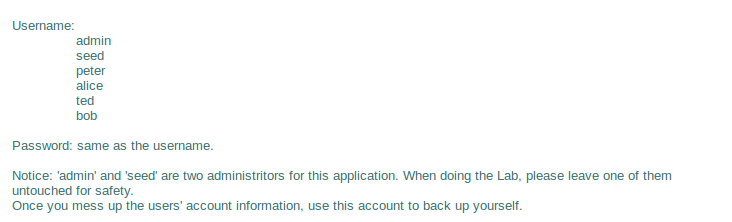 Username:
admin
seed
peter
alice
ted
bob
Password: same as the username.
Notice: 'admin' and 'seed' are two administritors for this application. When doing the Lab, please leave one of them
untouched for safety.
Once you mess up the users' account information, use this account to back up yourself.